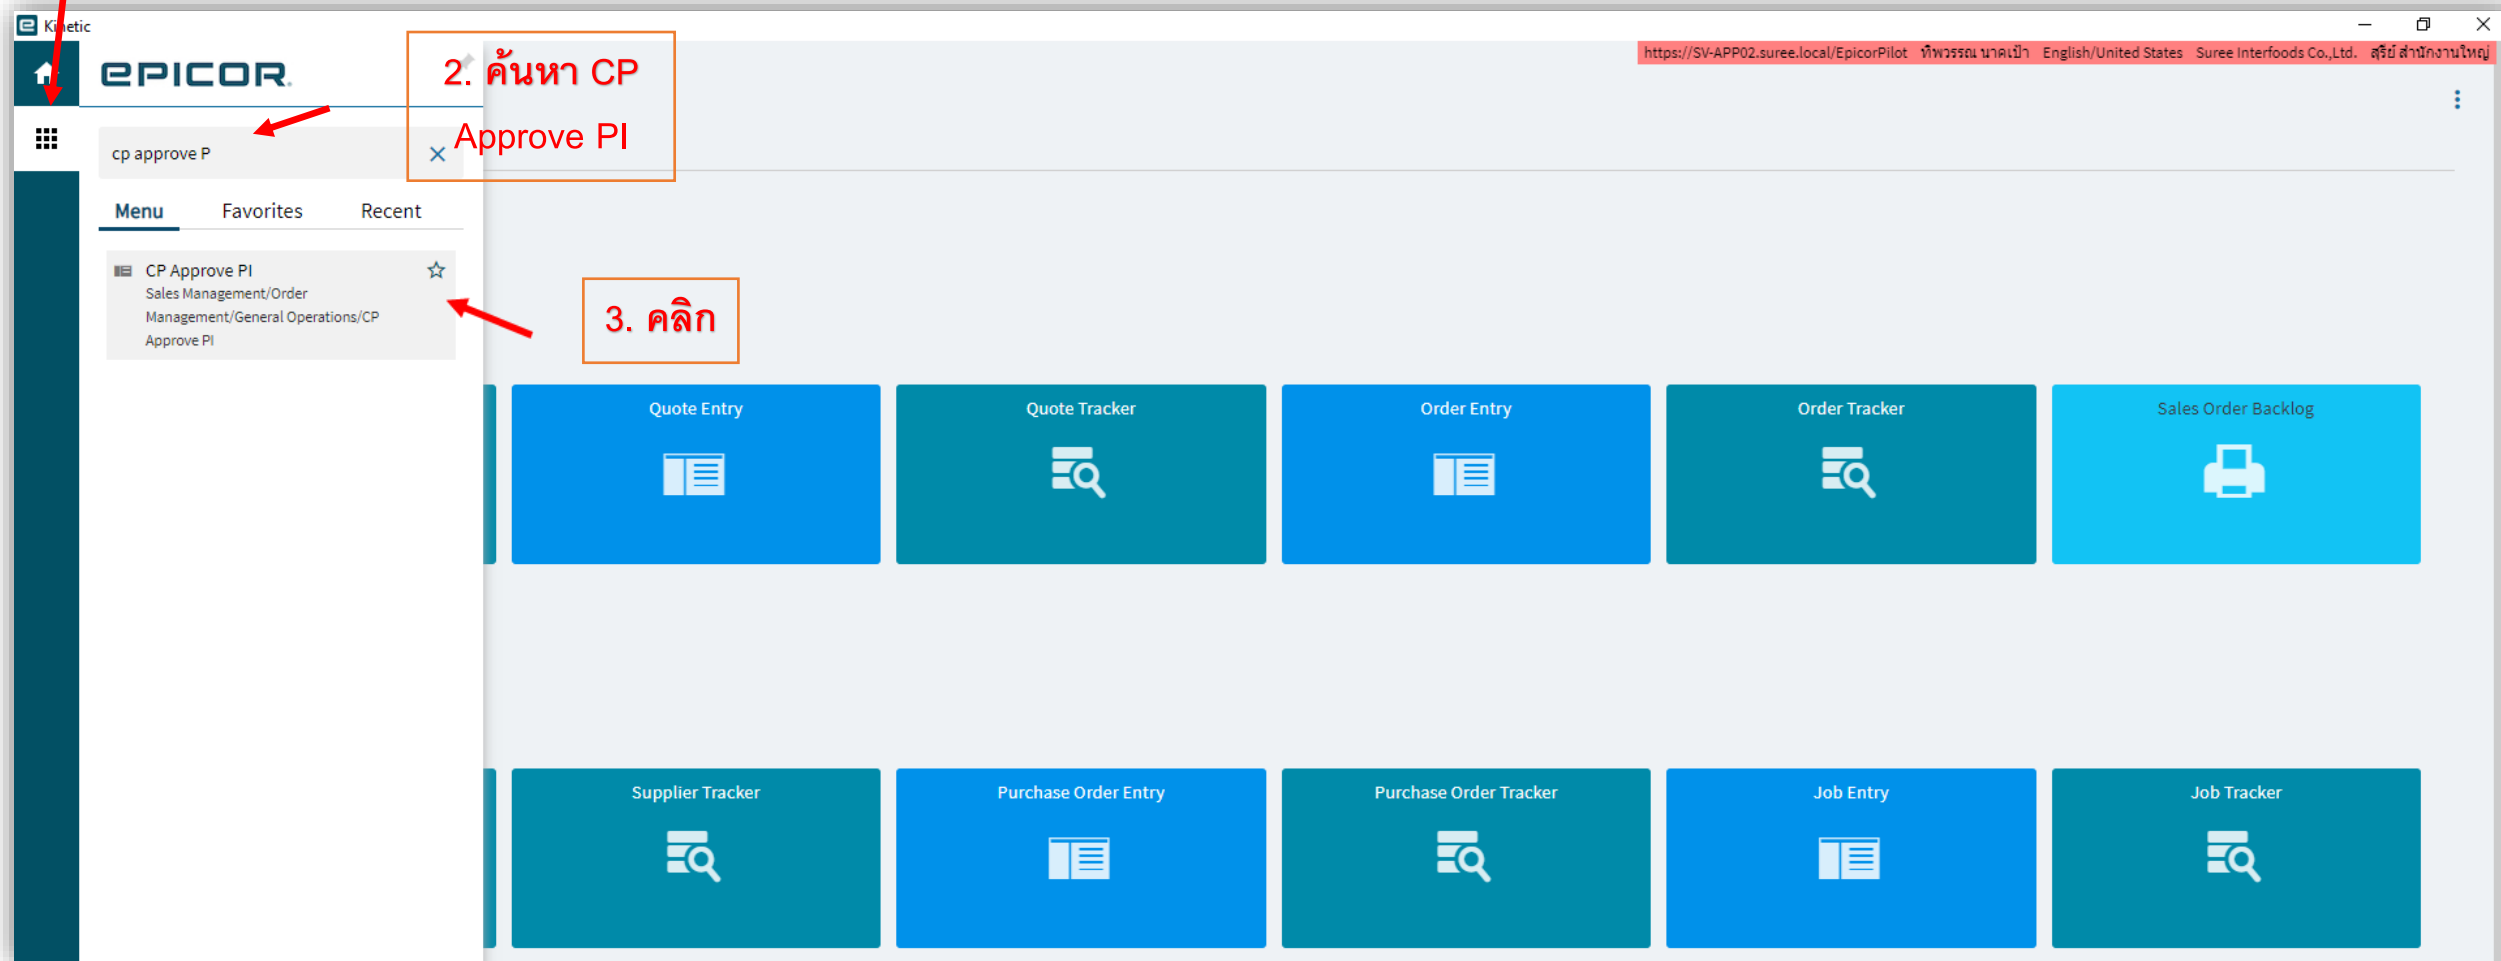 Kinetic
https://SV-APP02.suree.local/EpicorPilot ทิพวรรณ นาคเป้า English/United States Suree Interfoods Co.,Ltd. สุรีย์ สำนักงานใหญ่
EPICOR
2. ค้นหา CP
Approve PI
cp approve P
Menu Favorites Recent
CP Approve PI
Sales Management/Order
Management/General Operations/CP
Approve PI
3. คลิก
Quote Entry
Quote Tracker
Order Entry
Order Tracker
Sales Order Backlog
Supplier Tracker
Purchase Order Entry
Purchase Order Tracker
Job Entry
Job Tracker